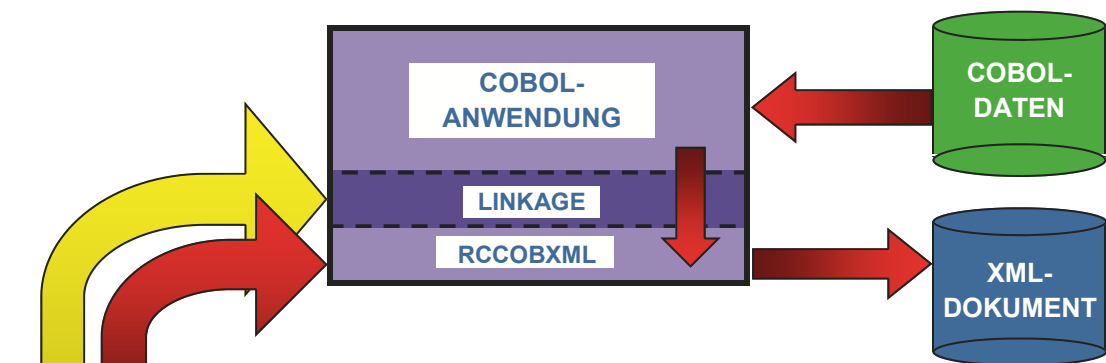 COBOL-
ANWENDUNG
LINKAGE
RCCOBXML
COBOL-
DATEN
XML-
DOKUMENT